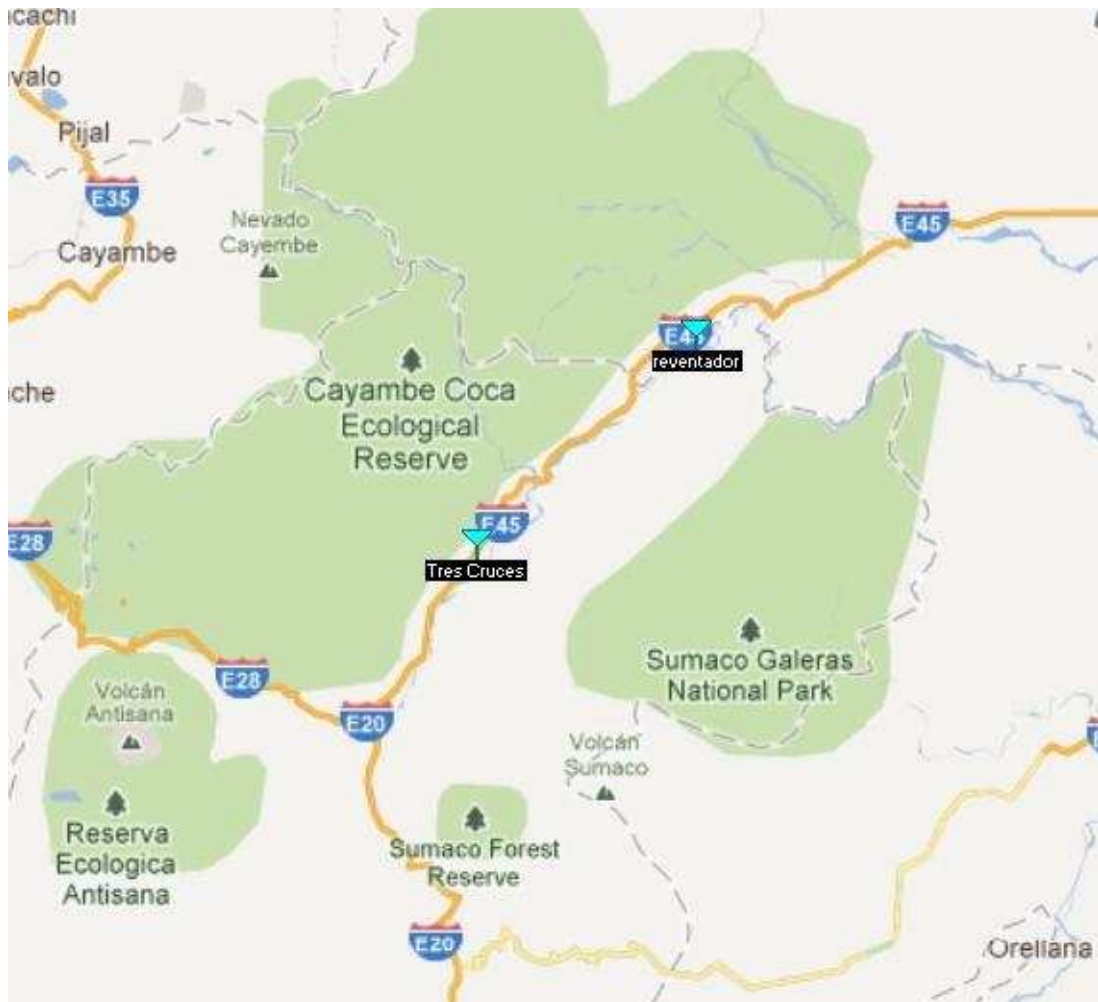 cachi
valo
Pijal
E35
Nevado
Cayembe
Cayambe
E45
reventador
che
Cayambe Coca
Ecological
Reserve
E45
E28
Tres Cruces
Sumaco Galeras
National Park
E28
Volcán
Antisana
E20
Volcán
Sumaco
Reserva
Ecologica
Antisana
Sumaco Forest
Reserve
E20
Orellana